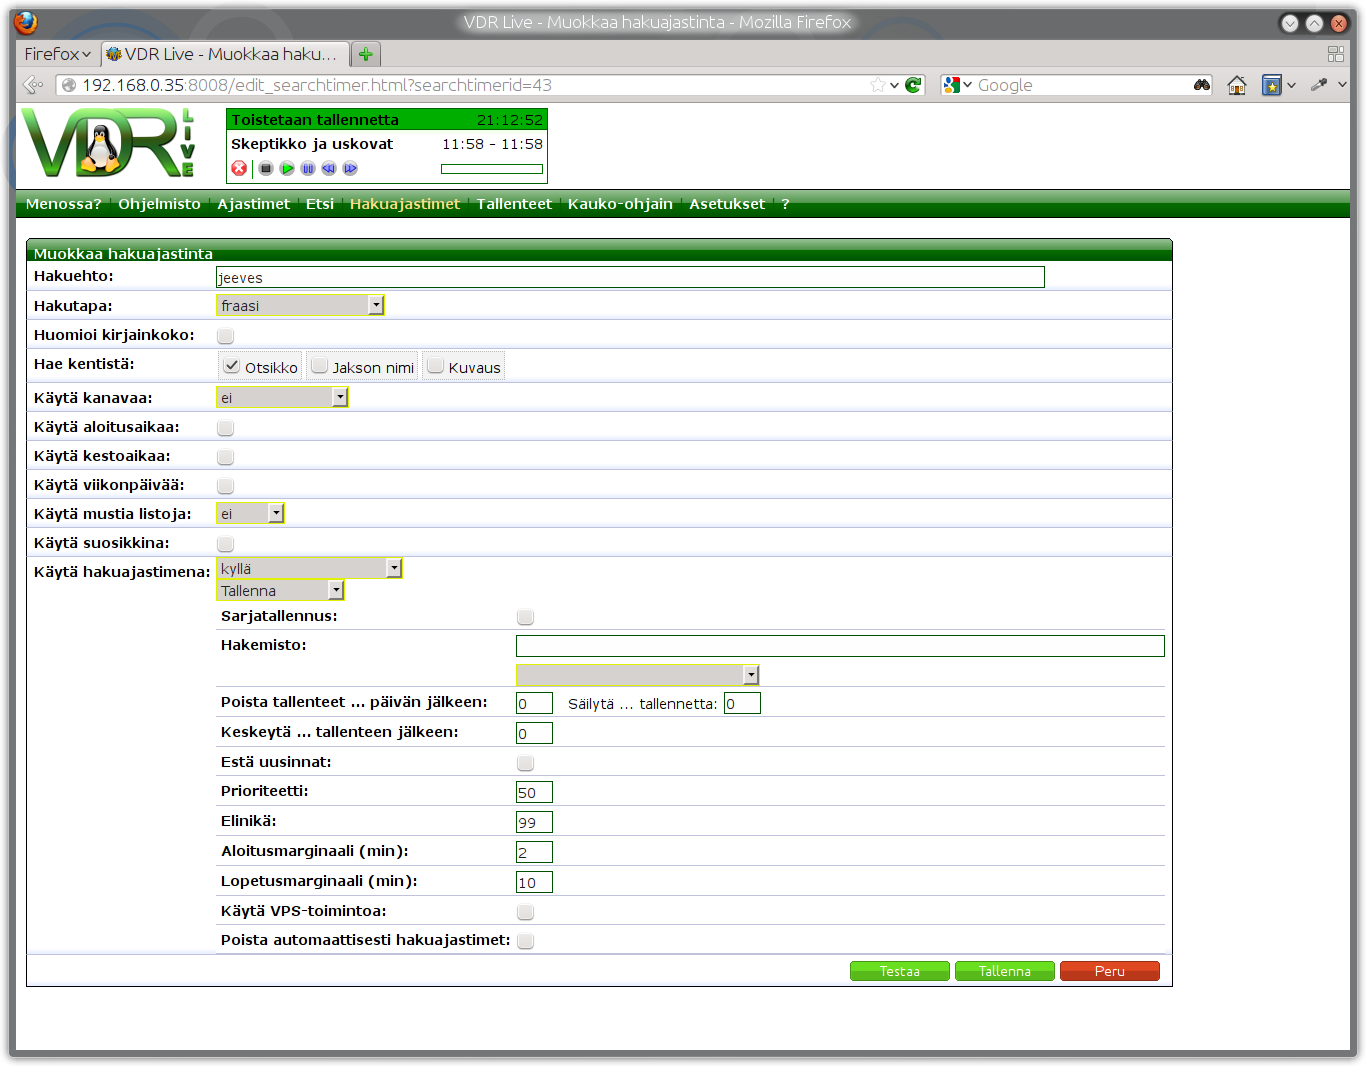 VDR Live - Muokkaa hakuajastinta - Mozilla Firefox
Firefox
VDR Live - Muokkaa haku...
192.168.0.35:8008/edit_searchtimer.html?searchtimerid=43
Google
VDR LIVE
Toistetaan tallennetta 21:12:52
Skeptikko ja uskovat 11:58 - 11:58
Menossa? Ohjelmisto Ajastimet Etsi Hakuajastimet Tallenteet Kauko-ohjain Asetukset ?
Muokkaa hakuajastinta
Hakuehto: jeeves
Hakutapa: fraasi
Huomioi kirjainkoko:
Hae kentistä: Otsikko Jakson nimi Kuvaus
Käytä kanavaa: ei
Käytä aloitusaikaa:
Käytä kestoaikaa:
Käytä viikonpäivää:
Käytä mustia listoja: ei
Käytä suosikkina:
Käytä hakuajastimena: kyllä
Tallenna
Sarjatallennus:
Hakemisto:
Poista tallenteet ... päivän jälkeen: 0 Säilytä ... tallennetta: 0
Keskeytä ... tallenteen jälkeen: 0
Estä uusinnat:
Prioriteetti: 50
Elinikä: 99
Aloitusmarginaali (min): 2
Lopetusmarginaali (min): 10
Käytä VPS-toimintoa:
Poista automaattisesti hakuajastimet:
Testaa Tallenna Peru